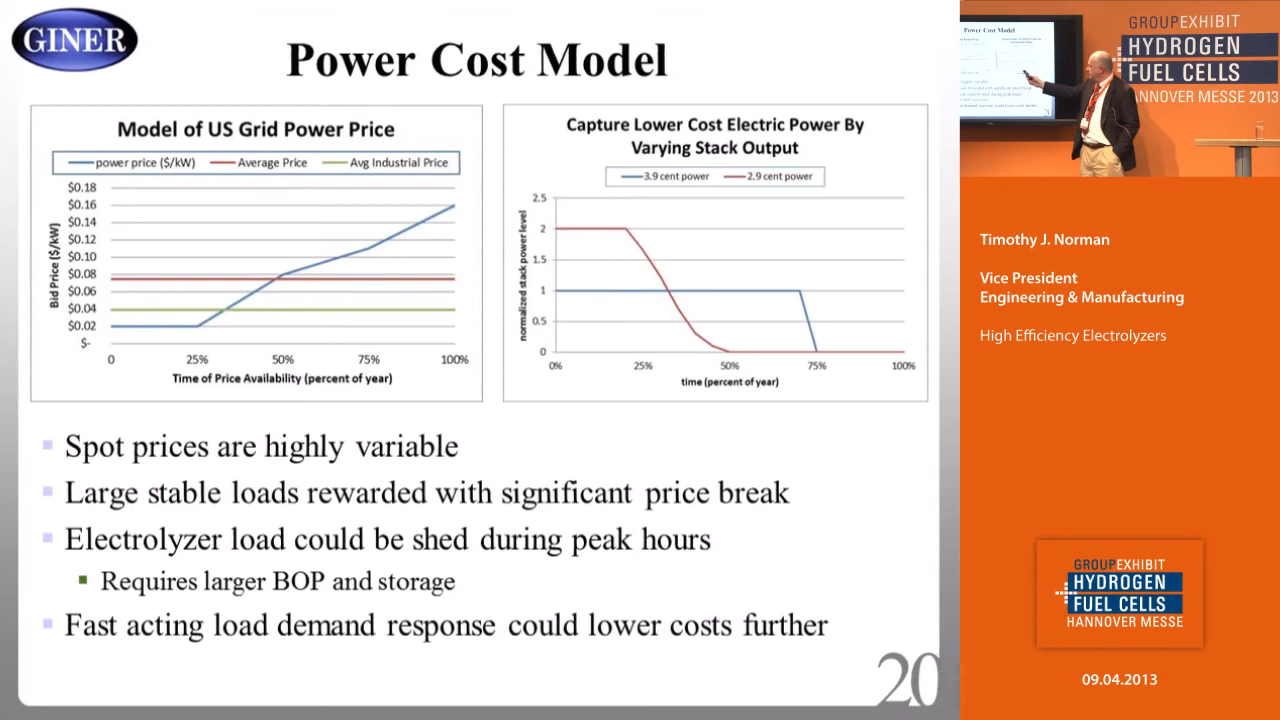 GINER
Power Cost Model
Model of US Grid Power Price
power price ($/kW)
Average Price
Avg Industrial Price
$0.18
$0.16
$0.14
$0.12
$0.10
$0.08
$0.06
$0.04
$0.02
$-
Bid Price ($/kW)
0
25%
50%
75%
100%
Time of Price Availability (percent of year)
Capture Lower Cost Electric Power By
Varying Stack Output
3.9 cent power
2.9 cent power
2.5
2
1.5
1
0.5
0
normalized stack power level
0%
25%
50%
75%
100%
time (percent of year)
Spot prices are highly variable
Large stable loads rewarded with significant price break
Electrolyzer load could be shed during peak hours
Requires larger BOP and storage
Fast acting load demand response could lower costs further
20
Power Cost Model
GROUPEXHIBIT
HYDROGEN
FUEL CELLS
HANNOVER MESSE 2013
Timothy J. Norman
Vice President
Engineering & Manufacturing
High Efficiency Electrolyzers
GROUPEXHIBIT
HYDROGEN
FUEL CELLS
HANNOVER MESSE
09.04.2013